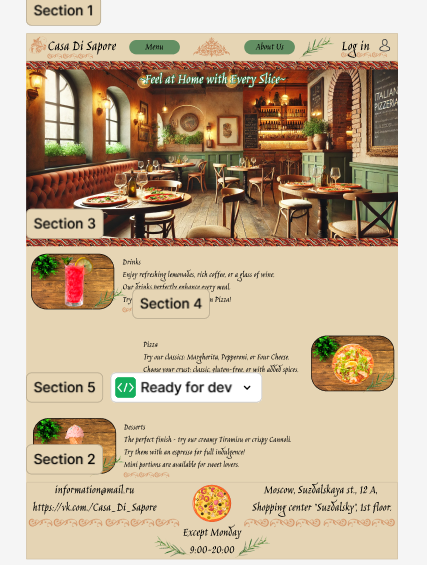 Section 1
Casa Di Sapore
Menu
About Us
Log in
~Feel at Home with Every Slice~
ITALIAN
PIZZERIA
Section 3
Drinks
Enjoy refreshing lemonades, rich coffee, or a glass of wine.
Our drinks perfectly enhance every meal.
Try
Pizza!
Section 4
Pizza
Try our classics: Margherita, Pepperoni, or Four Cheese.
Choose your crust: classic, gluten-free, or with added spices.
Section 5
Ready for dev
Desserts
The perfect finish - try our creamy Tiramisu or crispy Cannoli.
Try them with an espresso for full indulgence!
Mini portions are available for sweet lovers.
Section 2
information@mail.ru
https://vk.com/Casa_Di_Sapore
Moscow, Suzdalskaya st., 12 A,
Shopping center "Suzdalsky", 1st floor.
Except Monday
9:00-20:00